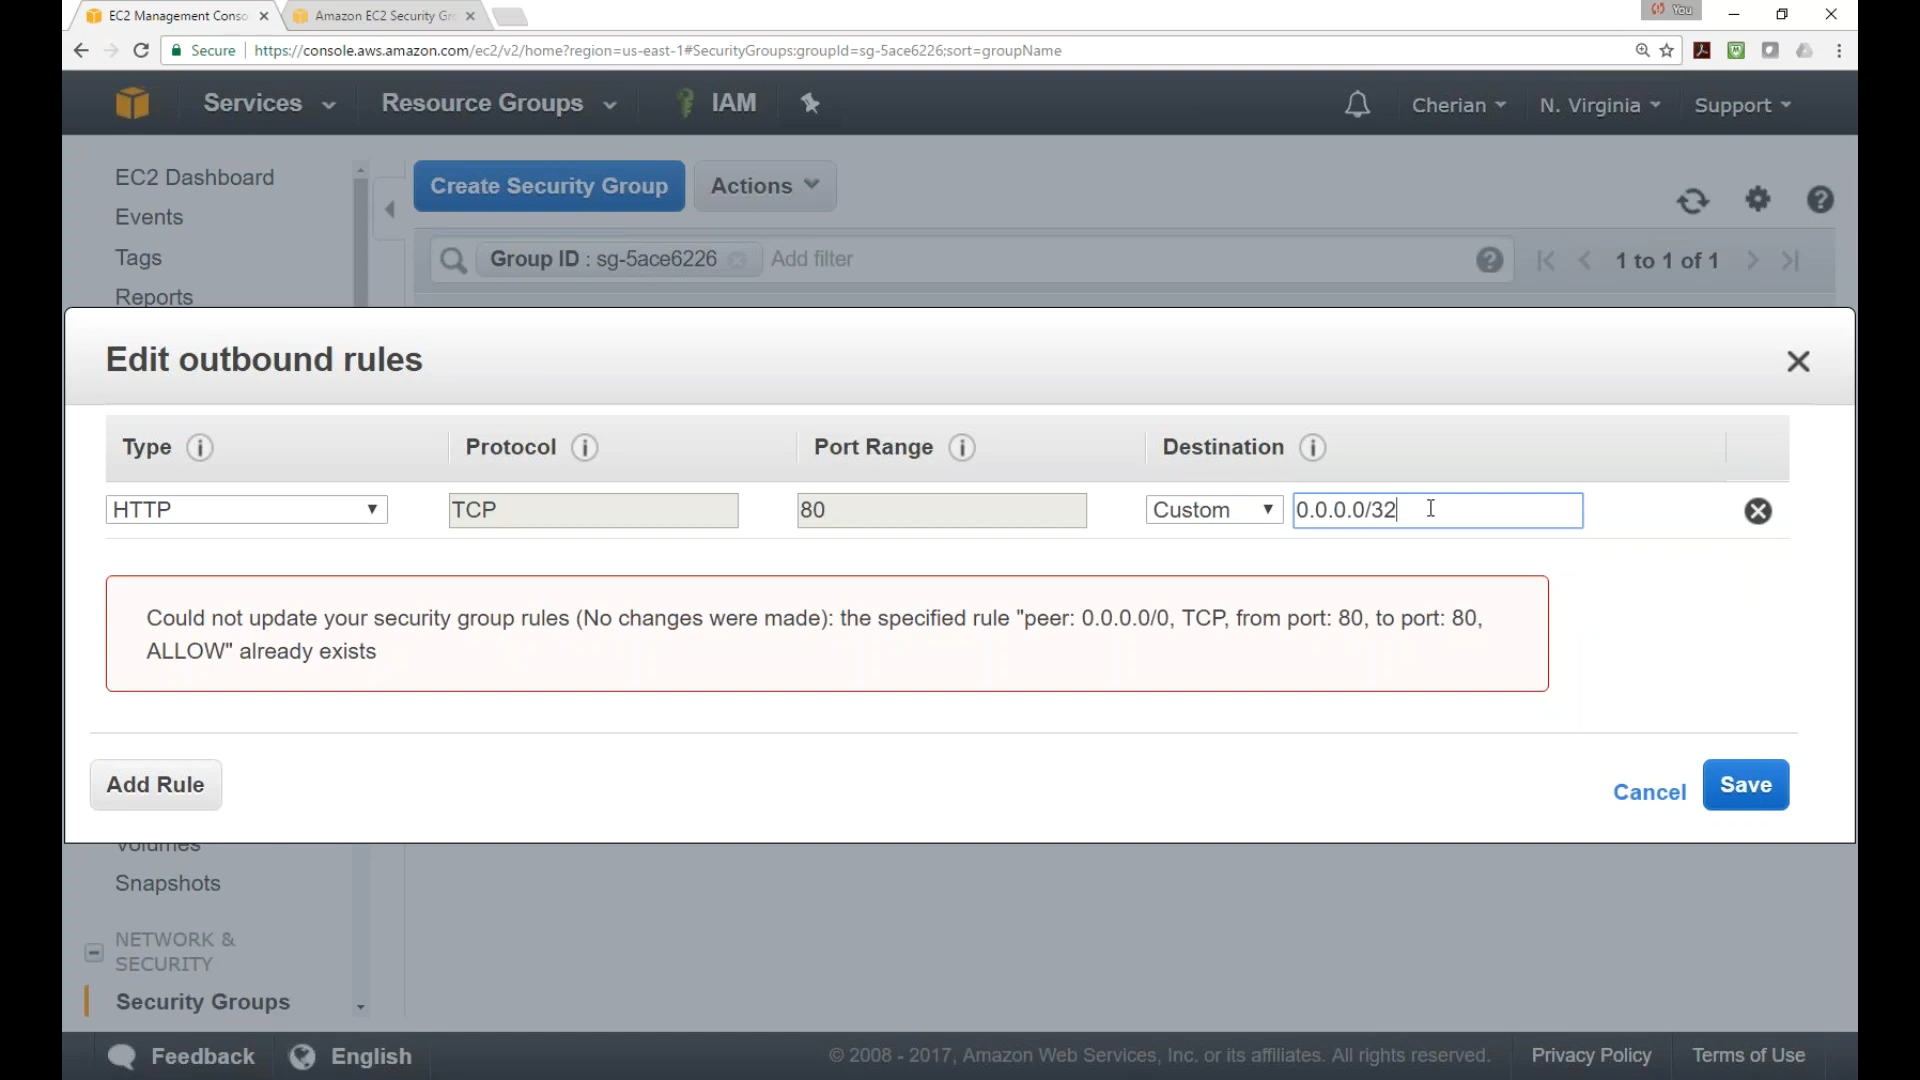 EC2 Management Conso
Amazon EC2 Security Gr
You
Secure
https://console.aws.amazon.com/ec2/v2/home?region=us-east-1#SecurityGroups:groupId=sg-5ace6226;sort=groupName
Services
Resource Groups
IAM
Cherian
N. Virginia
Support
EC2 Dashboard
Events
Tags
Reports
Create Security Group
Actions
Group ID : sg-5ace6226
Add filter
1 to 1 of 1
Edit outbound rules
Type
Protocol
Port Range
Destination
HTTP
TCP
80
Custom
0.0.0.0/32
Could not update your security group rules (No changes were made): the specified rule "peer: 0.0.0.0/0, TCP, from port: 80, to port: 80,
ALLOW" already exists
Add Rule
Cancel
Save
Volumes
Snapshots
NETWORK &
SECURITY
Security Groups
Feedback
English
© 2008 - 2017, Amazon Web Services, Inc. or its affiliates. All rights reserved.
Privacy Policy
Terms of Use